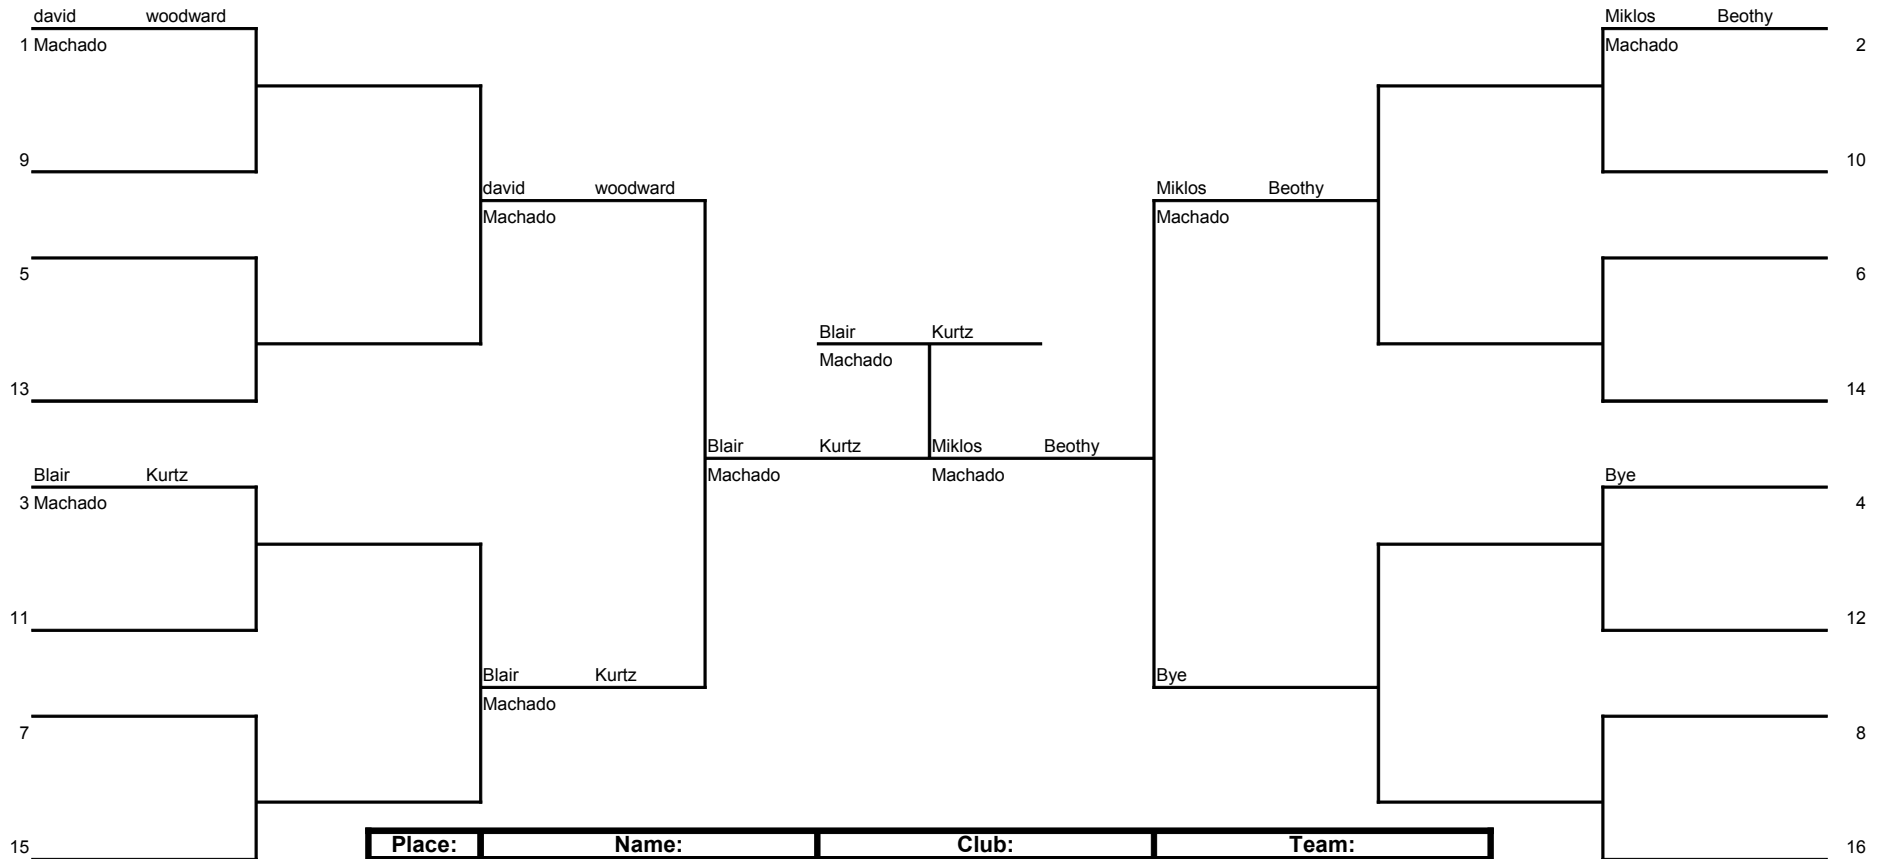 david woodward
1 Machado
9
5
13
Blair Kurtz
3 Machado
11
7
15
david woodward
Machado
Blair Kurtz
Machado
Blair Kurtz
Machado
Blair Kurtz
Machado
Miklos Beothy
Machado
Miklos Beothy
Machado
Bye
Miklos Beothy
Machado 2
10
6
14
Bye
4
12
8
16
Place: Name: Club: Team: